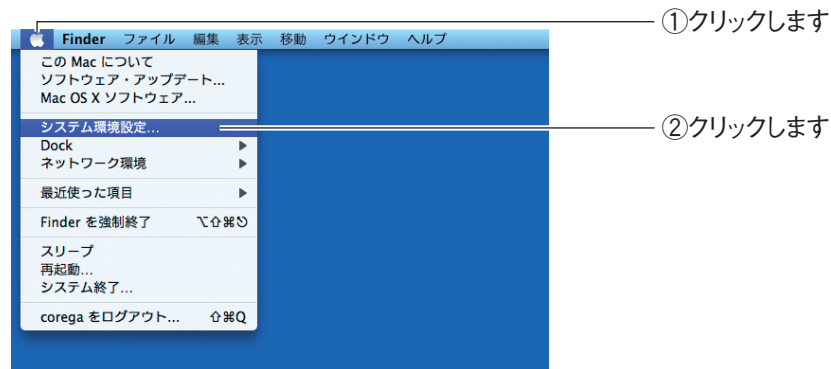 ①クリックします
Finder ファイル 編集 表示 移動 ウインドウ ヘルプ
この Mac について
ソフトウェア・アップデート...
Mac OS X ソフトウェア...
システム環境設定...
②クリックします
Dock ▶
ネットワーク環境 ▶
最近使った項目 ▶
Finder を強制終了 ⌥⇧⌘⎋
スリープ
再起動...
システム終了...
corega をログアウト... ⇧⌘Q